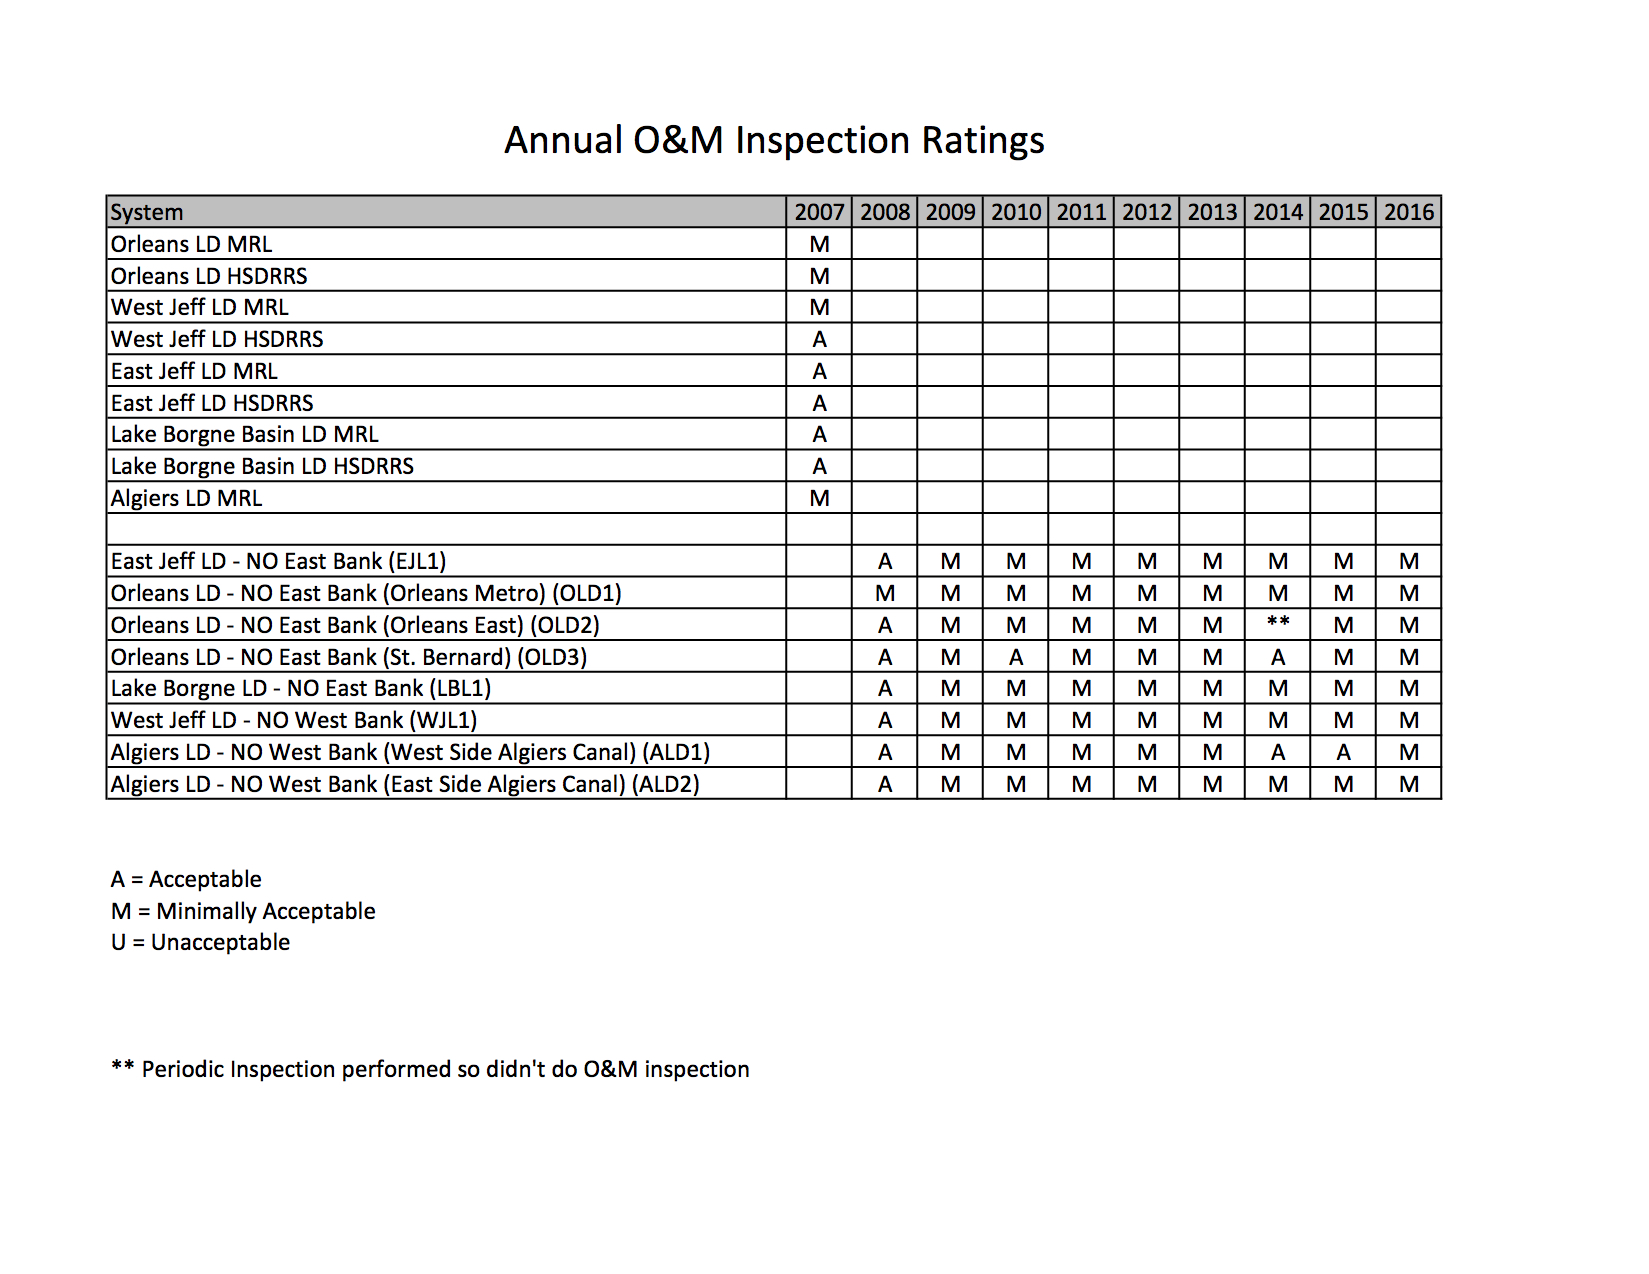 Annual O&M Inspection Ratings
System 2007 2008 2009 2010 2011 2012 2013 2014 2015 2016
Orleans LD MRL M
Orleans LD HSDRRS M
West Jeff LD MRL M
West Jeff LD HSDRRS A
East Jeff LD MRL A
East Jeff LD HSDRRS A
Lake Borgne Basin LD MRL A
Lake Borgne Basin LD HSDRRS A
Algiers LD MRL M
East Jeff LD - NO East Bank (EJL1) A M M M M M M M M
Orleans LD - NO East Bank (Orleans Metro) (OLD1) M M M M M M M M M
Orleans LD - NO East Bank (Orleans East) (OLD2) A M M M M M ** M M
Orleans LD - NO East Bank (St. Bernard) (OLD3) A M A M M M A M M
Lake Borgne LD - NO East Bank (LBL1) A M M M M M M M M
West Jeff LD - NO West Bank (WJL1) A M M M M M M M M
Algiers LD - NO West Bank (West Side Algiers Canal) (ALD1) A M M M M M A A M
Algiers LD - NO West Bank (East Side Algiers Canal) (ALD2) A M M M M M M M M
A = Acceptable
M = Minimally Acceptable
U = Unacceptable
** Periodic Inspection performed so didn't do O&M inspection